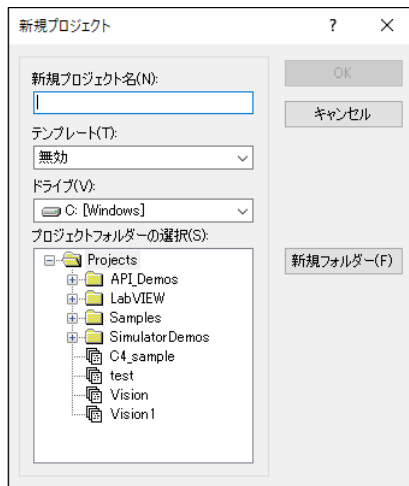 新規プロジェクト ? ×
新規プロジェクト名(N):
OK
キャンセル
テンプレート(T):
無効
ドライブ(V):
C: [Windows]
プロジェクトフォルダーの選択(S):
新規フォルダー(F)
Projects
API_Demos
LabVIEW
Samples
SimulatorDemos
C4_sample
test
Vision
Vision1